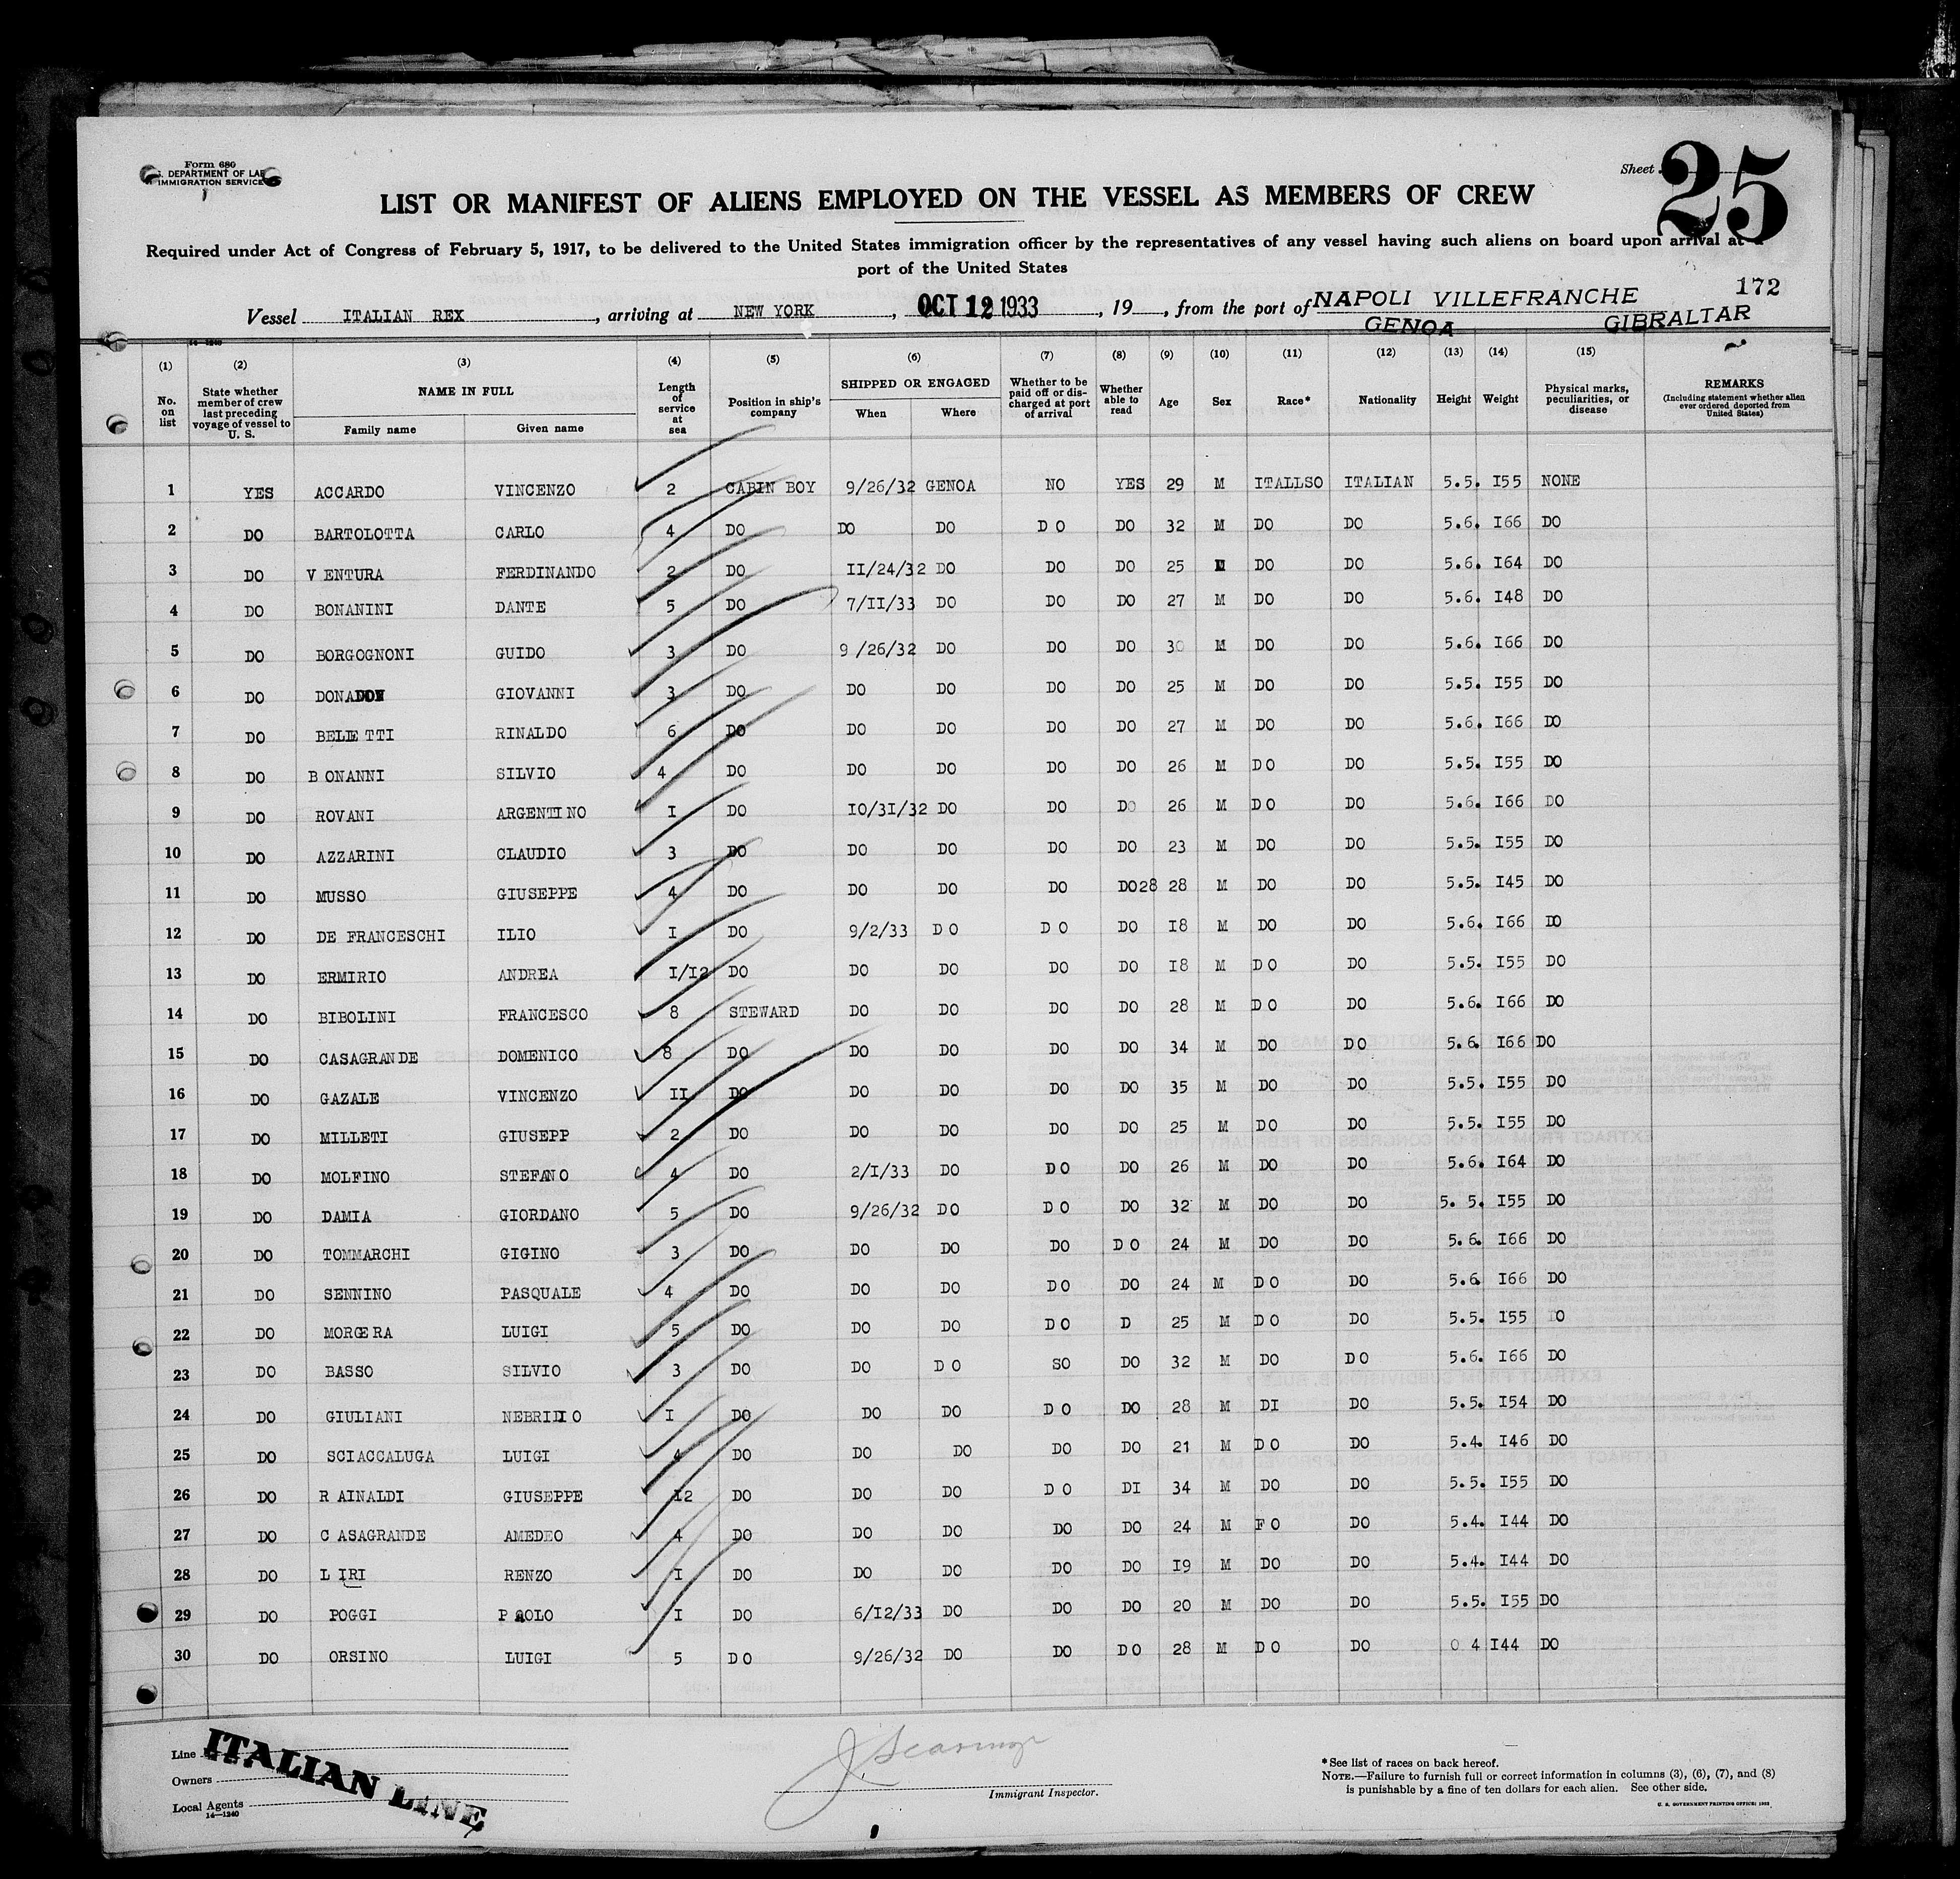 Form 680
DEPARTMENT OF LAB
IMMIGRATION SERVICE
Sheet 25
LIST OR MANIFEST OF ALIENS EMPLOYED ON THE VESSEL AS MEMBERS OF CREW
Required under Act of Congress of February 5, 1917, to be delivered to the United States immigration officer by the representatives of any vessel having such aliens on board upon arrival at a
port of the United States
172
Vessel ITALIAN REX, arriving at NEW YORK, OCT 12 1933, 19, from the port of NAPOLI VILLEFRANCHE
GENOA GIBRALTAR
14—1240
(1) (2) (3) (4) (5) (6) (7) (8) (9) (10) (11) (12) (13) (14) (15)
No. on list State whether member of crew last preceding voyage of vessel to U. S. NAME IN FULL Family name Given name Length of service at sea Position in ship's company SHIPPED OR ENGAGED When Where Whether to be paid off or discharged at port of arrival Whether able to read Age Sex Race* Nationality Height Weight Physical marks, peculiarities, or disease REMARKS (Including statement whether alien ever ordered deported from United States)
1 YES ACCARDO VINCENZO 2 CABIN BOY 9/26/32 GENOA NO YES 29 M ITALLSO ITALIAN 5.5. I55 NONE
2 DO BARTOLOTTA CARLO 4 DO DO DO D O DO 32 M DO DO 5.6. I66 DO
3 DO V ENTURA FERDINANDO 2 DO II/24/32 DO DO DO 25 M DO DO 5.6. I64 DO
4 DO BONANINI DANTE 5 DO 7/II/33 DO DO DO 27 M DO DO 5.6. I48 DO
5 DO BORGOGNONI GUIDO 3 DO 9 /26/32 DO DO DO 30 M DO DO 5.6. I66 DO
6 DO GIOVANNI 3 DO DO DO DO DO 25 M DO DO 5.5. I55 DO
7 DO BELLE TTI RINALDO 6 DO DO DO DO DO 27 M DO DO 5.6. I66 DO
8 DO B ONANNI SILVIO 4 DO DO DO DO DO 26 M D O DO 5.5. I55 DO
9 DO ROVANI ARGENTINO I DO IO/3I/32 DO DO DO 26 M D O DO 5.6. I66 DO
10 DO AZZARINI CLAUDIO 3 DO DO DO DO DO 23 M DO DO 5.5. I55 DO
11 DO MUSSO GIUSEPPE 4 DO DO DO DO DO28 28 M DO DO 5.5. I45 DO
12 DO DE FRANCESCHI ILIO I DO 9/2/33 D O D O DO I8 M DO DO 5.6. I66 DO
13 DO ERMIRIO ANDREA I/I2 DO DO DO DO DO I8 M D O DO 5.5. I55 DO
14 DO BIBOLINI FRANCESCO 8 STEWARD DO DO DO DO 28 M D O DO 5.6. I66 DO
15 DO CASAGRANDE DOMENICO 8 DO DO DO DO DO 34 M DO D O 5.6. I66 DO
16 DO GAZALE VINCENZO II DO DO DO DO DO 35 M DO DO 5.5. I55 DO
17 DO MILLETI GIUSEPP 2 DO DO DO DO DO 25 M DO DO 5.5. I55 DO
18 DO MOLFINO STEFANO 4 DO 2/I/33 DO D O DO 26 M DO DO 5.6. I64 DO
19 DO DAMIA GIORDANO 5 DO 9/26/32 D O D O DO 32 M DO DO 5. 5. I55 DO
20 DO TOMMARCHI GIGINO 3 DO DO DO DO D O 24 M DO DO 5.6. I66 DO
21 DO SENNINO PASQUALE 4 DO DO DO D O DO 24 M D O DO 5.6 I66 DO
22 DO MORGERA LUIGI 5 DO DO DO D O D 25 M D O DO 5.5. I55 DO
23 DO BASSO SILVIO 3 DO DO D O SO DO 32 M DO D O 5.6. I66 DO
24 DO GIULIANI I DO DO DO D O DO 28 M DI DO 5.5. I54 DO
25 DO SCIACCALUGA LUIGI 4 DO DO DO DO DO 21 M D O DO 5.4. I46 DO
26 DO R AINALDI GIUSEPPE I2 DO DO DO D O DI 34 M DO DO 5.5. I55 DO
27 DO C ASAGRANDE AMEDEO 4 DO DO DO DO DO 24 M F O DO 5.4. I44 DO
28 DO L IRI RENZO I DO DO DO DO DO I9 M DO DO 5.4. I44 DO
29 DO POGGI PAOLO I DO 6/I2/33 DO DO DO 20 M DO DO 5.5. I55 DO
30 DO ORSINO LUIGI 5 D O 9/26/32 DO DO D O 28 M D O DO 0 4 I44 DO
Line ITALIAN LINE
Owners
Local Agents
14—1240
Immigrant Inspector.
*See list of races on back hereof.
NOTE.—Failure to furnish full or correct information in columns (3), (6), (7), and (8)
is punishable by a fine of ten dollars for each alien. See other side.